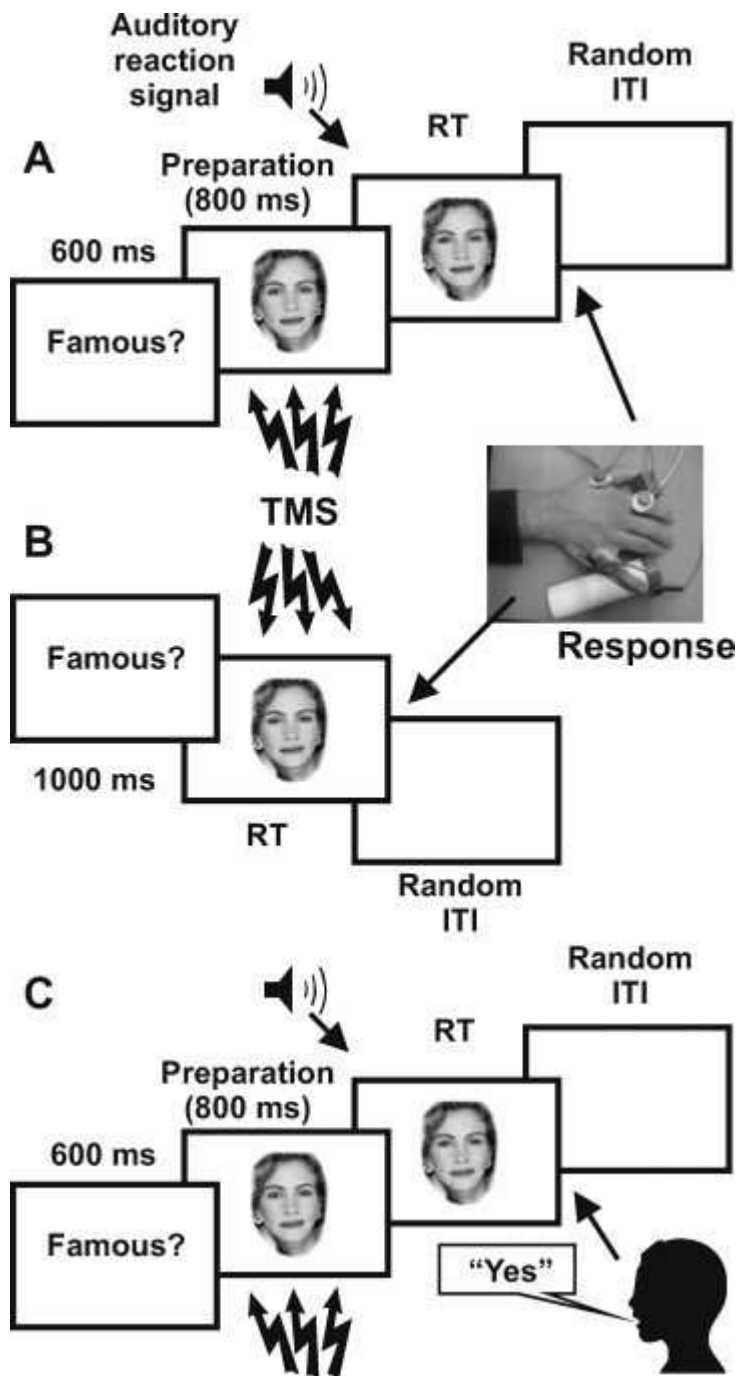 Auditory
reaction
signal
Random
ITI
RT
A
Preparation
(800 ms)
600 ms
Famous?
TMS
B
Famous?
Response
1000 ms
RT
Random
ITI
C
Random
ITI
RT
Preparation
(800 ms)
600 ms
Famous?
“Yes”